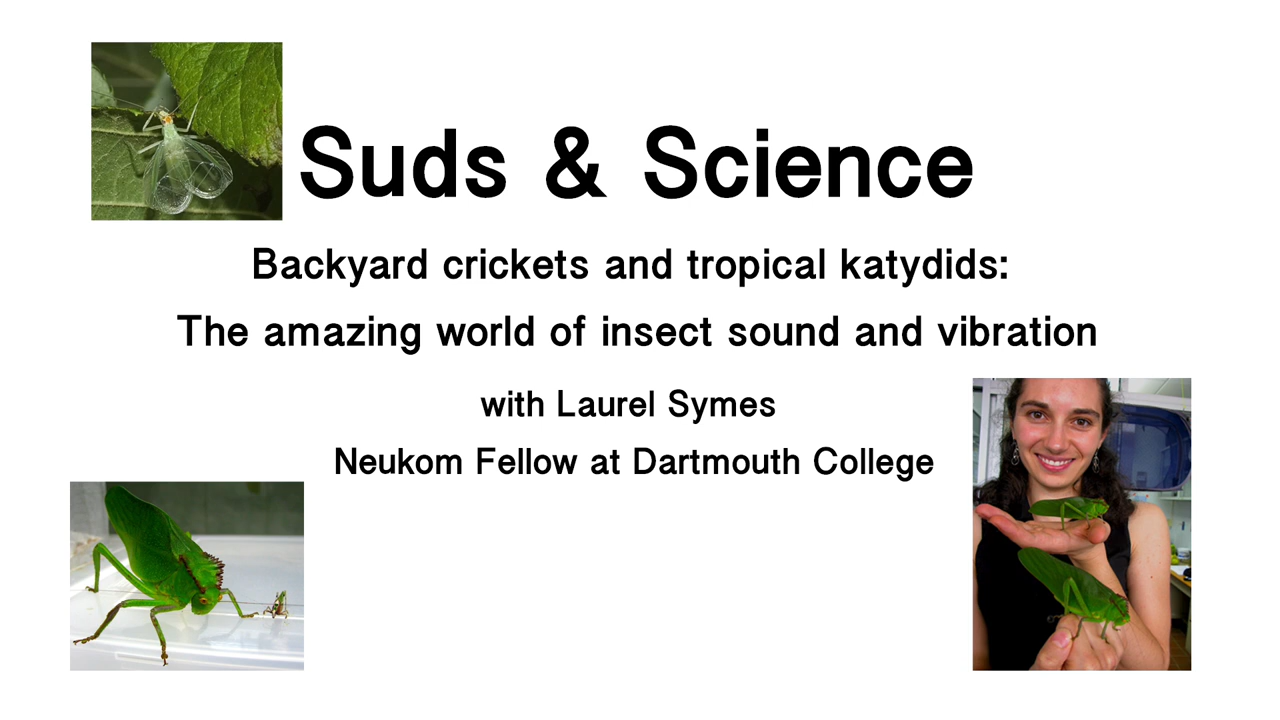 Suds & Science
Backyard crickets and tropical katydids:
The amazing world of insect sound and vibration
with Laurel Symes
Neukom Fellow at Dartmouth College